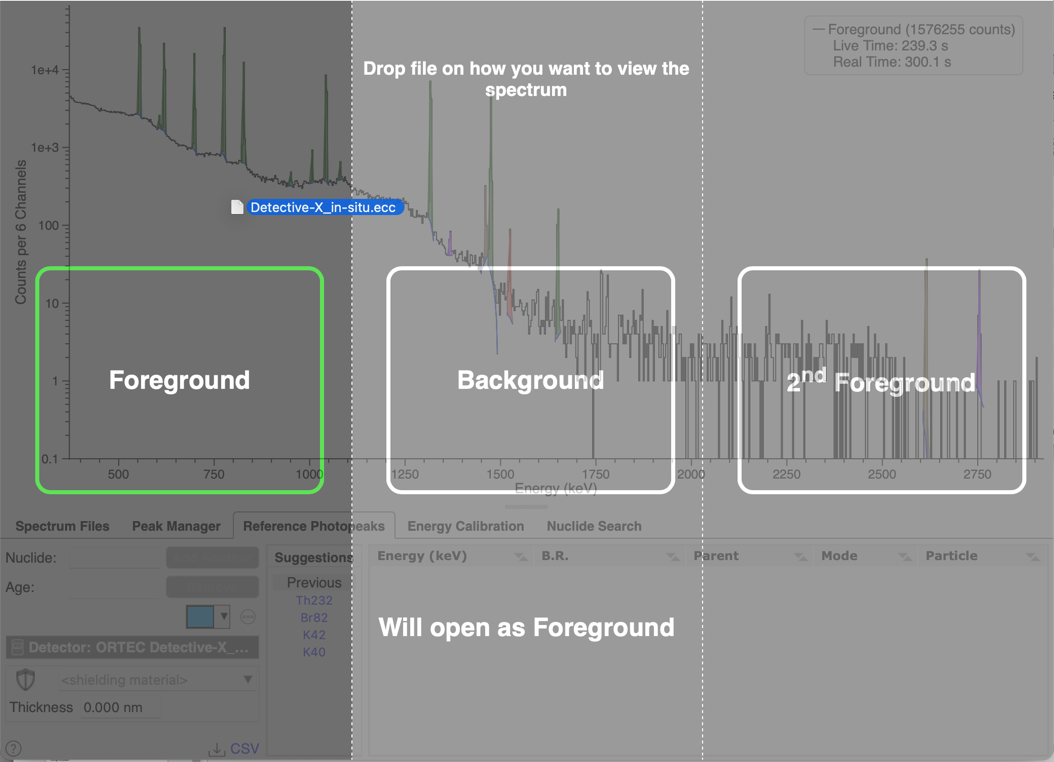 Foreground (1576255 counts)
Live Time: 239.3 s
Real Time: 300.1 s
Drop file on how you want to view the
spectrum
1e+4
1e+3
100
10
1
0.1
Counts per 6 Channels
Detective-X_in-situ.ecc
Foreground
Background
2nd Foreground
500 750 1000 1250 1500 1750 2000 2250 2500 2750
Energy (keV)
Spectrum Files Peak Manager Reference Photopeaks Energy Calibration Nuclide Search
Nuclide:
Age:
Suggestions
Previous
Th232
Br82
K42
K40
Energy (keV) B.R. Parent Mode Particle
Will open as Foreground
Detector: ORTEC Detective-X_...
<shielding material>
Thickness 0.000 nm
? CSV